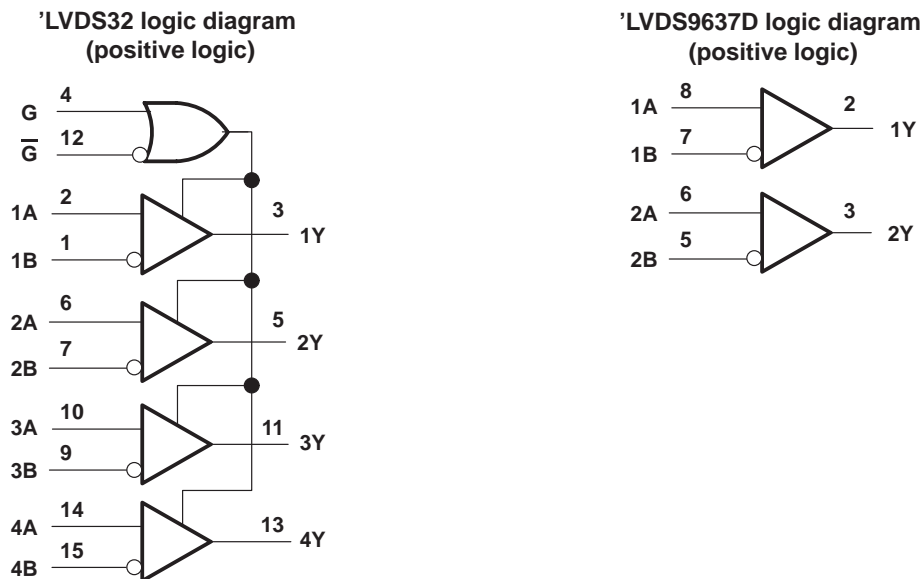 'LVDS32 logic diagram
(positive logic)
G 4
G̅ 12
1A 2
1B 1
3 1Y
2A 6
2B 7
5 2Y
3A 10
3B 9
11 3Y
4A 14
4B 15
13 4Y
'LVDS9637D logic diagram
(positive logic)
1A 8
1B 7
2 1Y
2A 6
2B 5
3 2Y